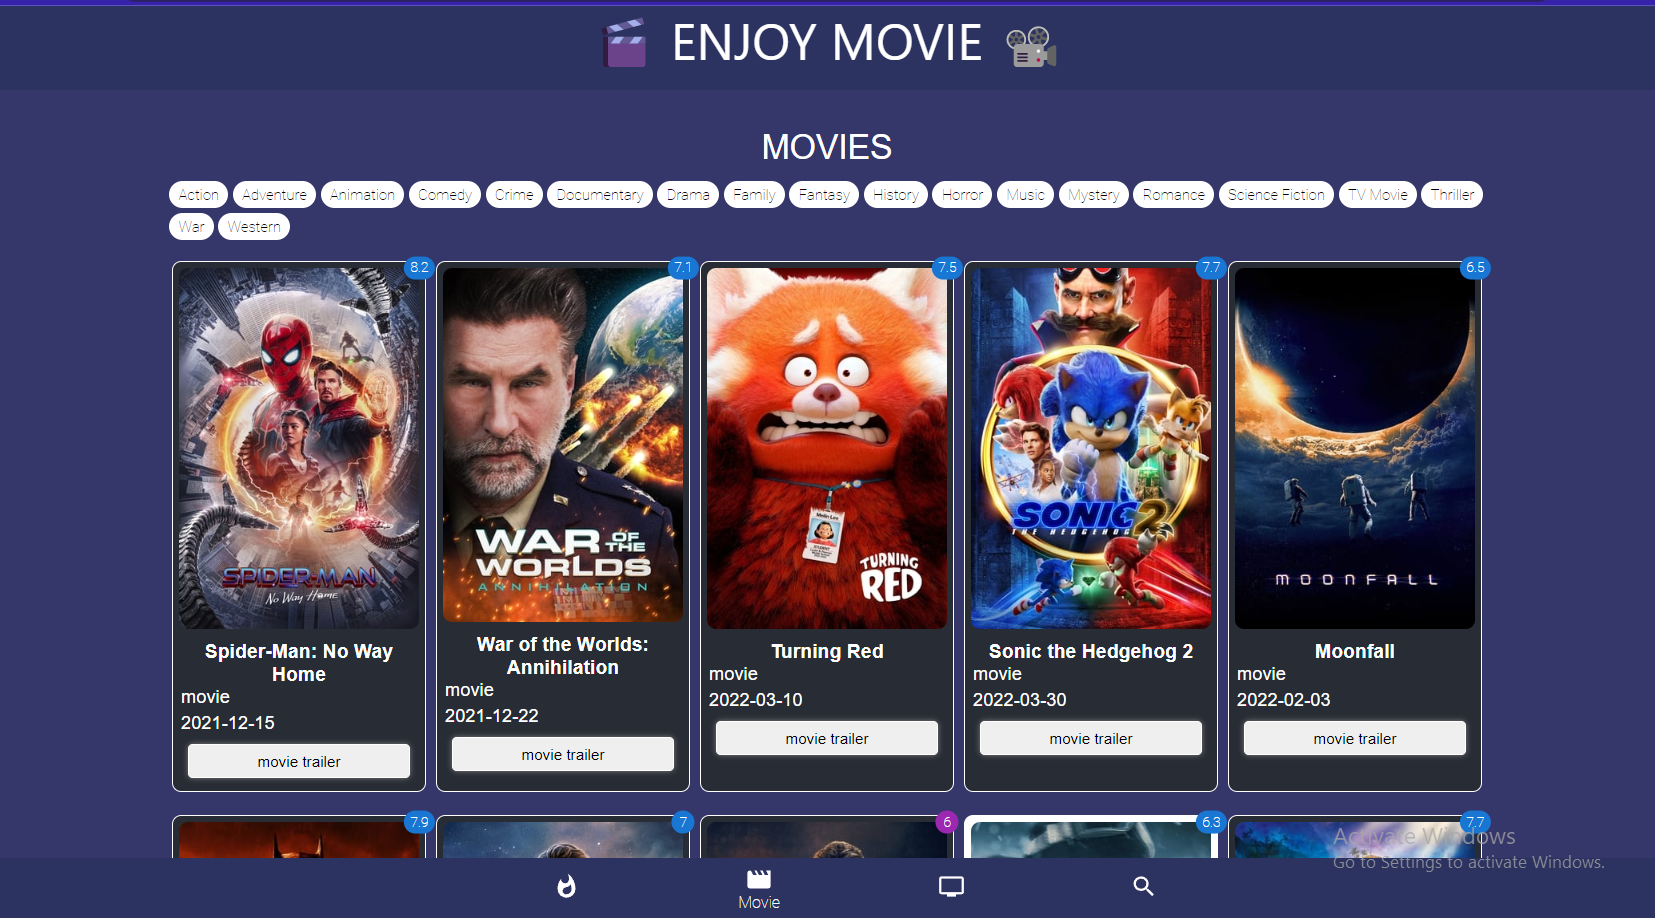 ENJOY MOVIE
MOVIES
Action Adventure Animation Comedy Crime Documentary Drama Family Fantasy History Horror Music Mystery Romance Science Fiction TV Movie Thriller
War Western
8.2 7.1 7.5 7.7 6.5
SPIDER-MAN
No Way Home
WAR OF THE
WORLDS
ANNIHILATION
Meilin Lee
STUDENT
TURNING
RED
SONIC 2
THE HEDGEHOG
MOONFALL
Spider-Man: No Way
Home
movie
2021-12-15
movie trailer
War of the Worlds:
Annihilation
movie
2021-12-22
movie trailer
Turning Red
movie
2022-03-10
movie trailer
Sonic the Hedgehog 2
movie
2022-03-30
movie trailer
Moonfall
movie
2022-02-03
movie trailer
7.9 7 6 6.3 7.7
Activate Windows
Go to Settings to activate Windows.
Movie